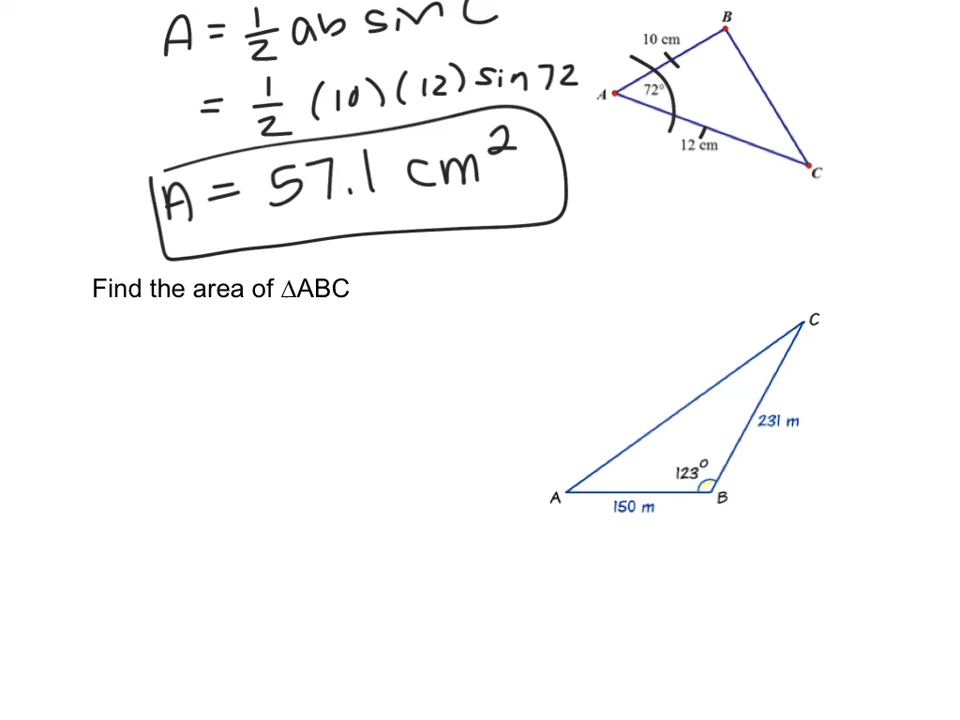 A = 1/2 ab sin C
= 1/2 (10)(12) sin 72
A = 57.1 cm²
B
10 cm
A
72°
12 cm
C
Find the area of ∆ABC
C
231 m
123°
A
B
150 m